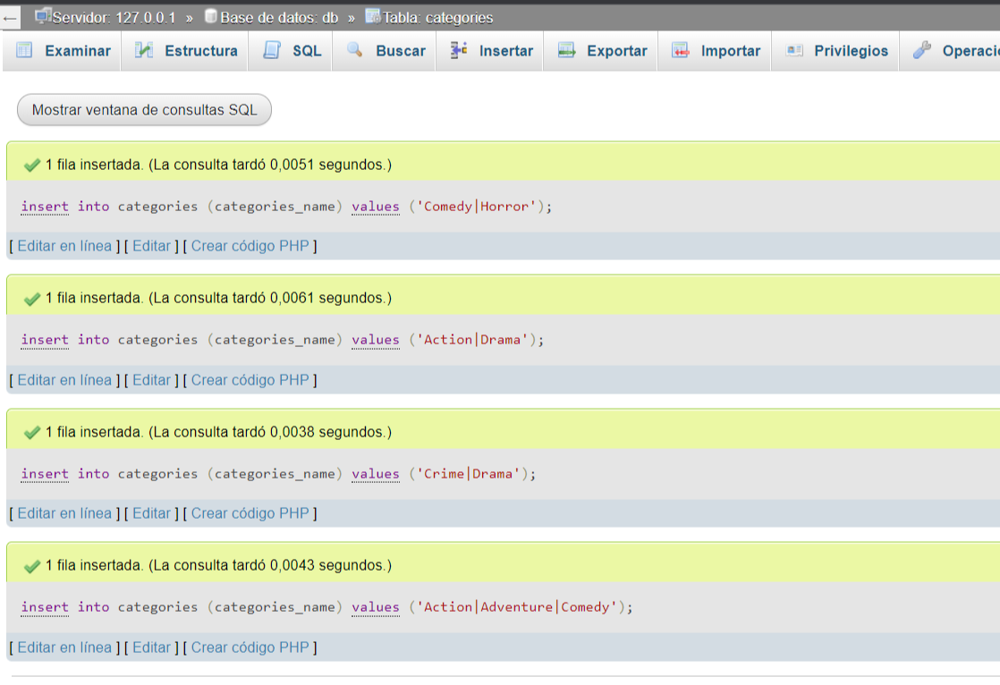 ← Servidor: 127.0.0.1 » Base de datos: db » Tabla: categories
Examinar Estructura SQL Buscar Insertar Exportar Importar Privilegios Operacio
Mostrar ventana de consultas SQL
1 fila insertada. (La consulta tardó 0,0051 segundos.)
insert into categories (categories_name) values ('Comedy|Horror');
[ Editar en línea ] [ Editar ] [ Crear código PHP ]
1 fila insertada. (La consulta tardó 0,0061 segundos.)
insert into categories (categories_name) values ('Action|Drama');
[ Editar en línea ] [ Editar ] [ Crear código PHP ]
1 fila insertada. (La consulta tardó 0,0038 segundos.)
insert into categories (categories_name) values ('Crime|Drama');
[ Editar en línea ] [ Editar ] [ Crear código PHP ]
1 fila insertada. (La consulta tardó 0,0043 segundos.)
insert into categories (categories_name) values ('Action|Adventure|Comedy');
[ Editar en línea ] [ Editar ] [ Crear código PHP ]